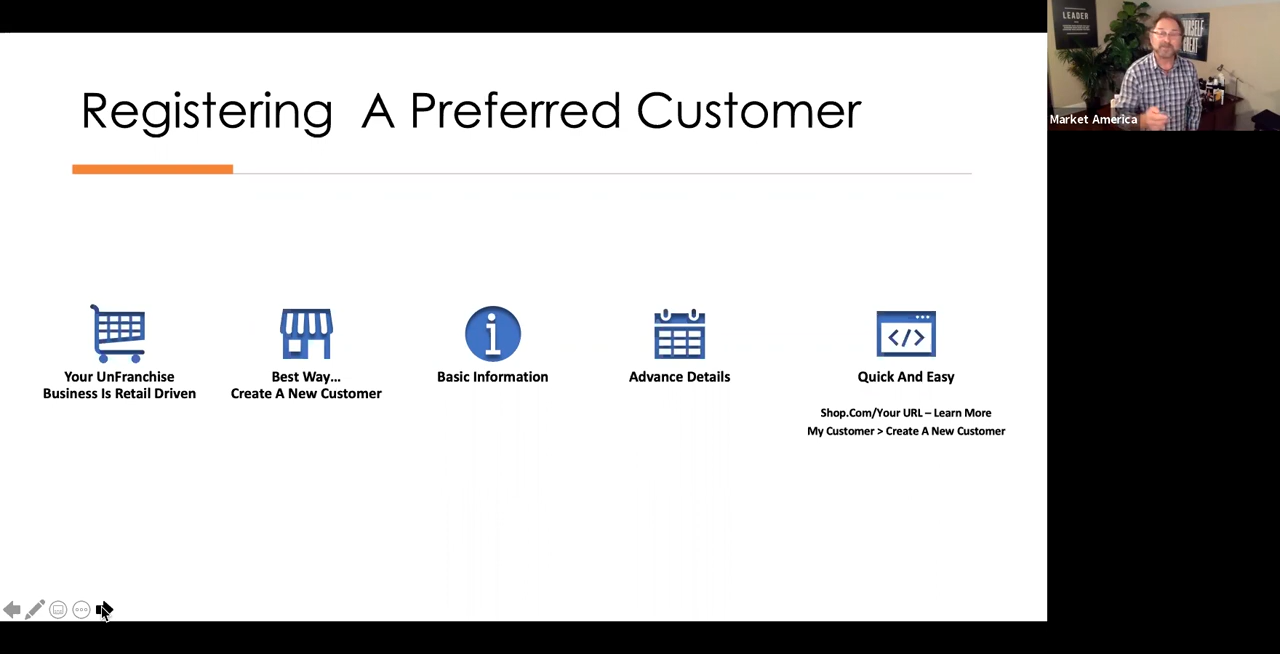 Registering A Preferred Customer
Your UnFranchise
Business Is Retail Driven
Best Way...
Create A New Customer
Basic Information
Advance Details
Quick And Easy
Shop.Com/Your URL – Learn More
My Customer > Create A New Customer
LEADER
Market America